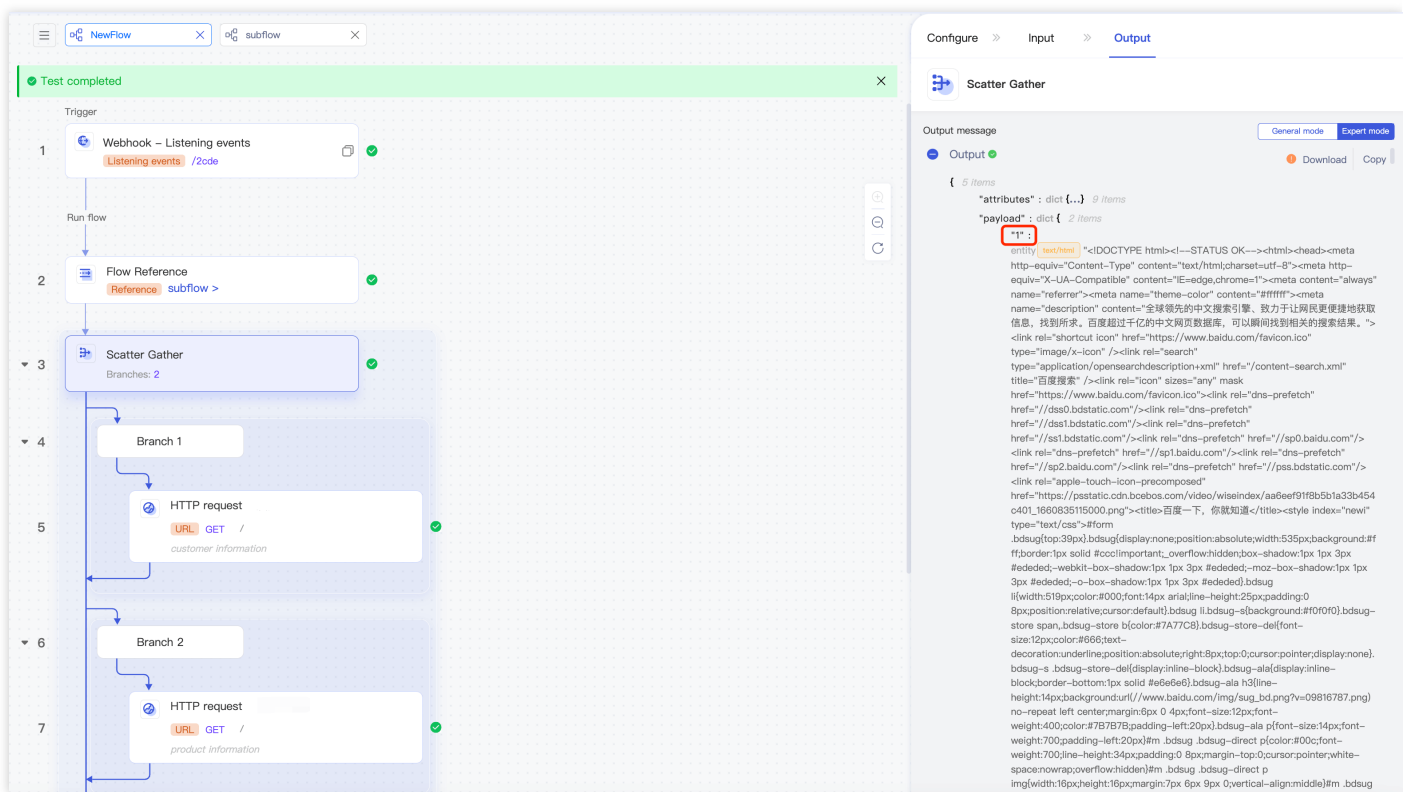 NewFlow
subflow
Test completed
Trigger
1
Webhook – Listening events
Listening events /2cde
Run flow
2
Flow Reference
Reference subflow >
3
Scatter Gather
Branches: 2
4
Branch 1
5
HTTP request
URL GET /
customer information
6
Branch 2
7
HTTP request
URL GET /
product information
Configure Input Output
Scatter Gather
Output message
General mode Expert mode
Output
Download Copy
{ 5 items
"attributes" : dict {...} 9 items
"payload" : dict { 2 items
"1" :
entity text/html "<!DOCTYPE html><!--STATUS OK--><html><head><meta
http-equiv="Content-Type" content="text/html;charset=utf-8"><meta http-
equiv="X-UA-Compatible" content="IE=edge,chrome=1"><meta content="always"
name="referrer"><meta name="theme-color" content="#ffffff"><meta
name="description" content="全球领先的中文搜索引擎、致力于让网民更便捷地获取
信息，找到所求。百度超过千亿的中文网页数据库，可以瞬间找到相关的搜索结果。">
<link rel="shortcut icon" href="https://www.baidu.com/favicon.ico"
type="image/x-icon" /><link rel="search"
type="application/opensearchdescription+xml" href="/content-search.xml"
title="百度搜索" /><link rel="icon" sizes="any" mask
href="https://www.baidu.com/favicon.ico"><link rel="dns-prefetch"
href="//dss0.bdstatic.com"/><link rel="dns-prefetch"
href="//dss1.bdstatic.com"/><link rel="dns-prefetch"
href="//ss1.bdstatic.com"/><link rel="dns-prefetch" href="//sp0.baidu.com"/>
<link rel="dns-prefetch" href="//sp1.baidu.com"/><link rel="dns-prefetch"
href="//sp2.baidu.com"/><link rel="dns-prefetch" href="//pss.bdstatic.com"/>
<link rel="apple-touch-icon-precomposed"
href="https://psstatic.cdn.bcebos.com/video/wiseindex/aa6eef91f8b5b1a33b454
c401_1660835115000.png"><title>百度一下，你就知道</title><style index="newi"
type="text/css">#form
.bdsug{top:39px}.bdsug{display:none;position:absolute;width:535px;background:#f
ff;border:1px solid #ccc!important;_overflow:hidden;box-shadow:1px 1px 3px
#ededed;-webkit-box-shadow:1px 1px 3px #ededed;-moz-box-shadow:1px 1px
3px #ededed;-o-box-shadow:1px 1px 3px #ededed}.bdsug
li{width:519px;color:#000;font:14px arial;line-height:25px;padding:0
8px;position:relative;cursor:default}.bdsug li.bdsug-s{background:#f0f0f0}.bdsug-
store span,.bdsug-store b{color:#7A77C8}.bdsug-store-del{font-
size:12px;color:#666;text-
decoration:underline;position:absolute;right:8px;top:0;cursor:pointer;display:none}.
bdsug-s .bdsug-store-del{display:inline-block}.bdsug-ala{display:inline-
block;border-bottom:1px solid #e6e6e6}.bdsug-ala h3{line-
height:14px;background:url(//www.baidu.com/img/sug_bd.png?v=09816787.png)
no-repeat left center;margin:6px 0 4px;font-size:12px;font-
weight:400;color:#7B7B7B;padding-left:20px}.bdsug-ala p{font-size:14px;font-
weight:700;padding-left:20px}#m .bdsug .bdsug-direct p{color:#00c;font-
weight:700;line-height:34px;padding:0 8px;margin-top:0;cursor:pointer;white-
space:nowrap;overflow:hidden}#m .bdsug .bdsug-direct p
img{width:16px;height:16px;margin:7px 6px 9px 0;vertical-align:middle}#m .bdsug